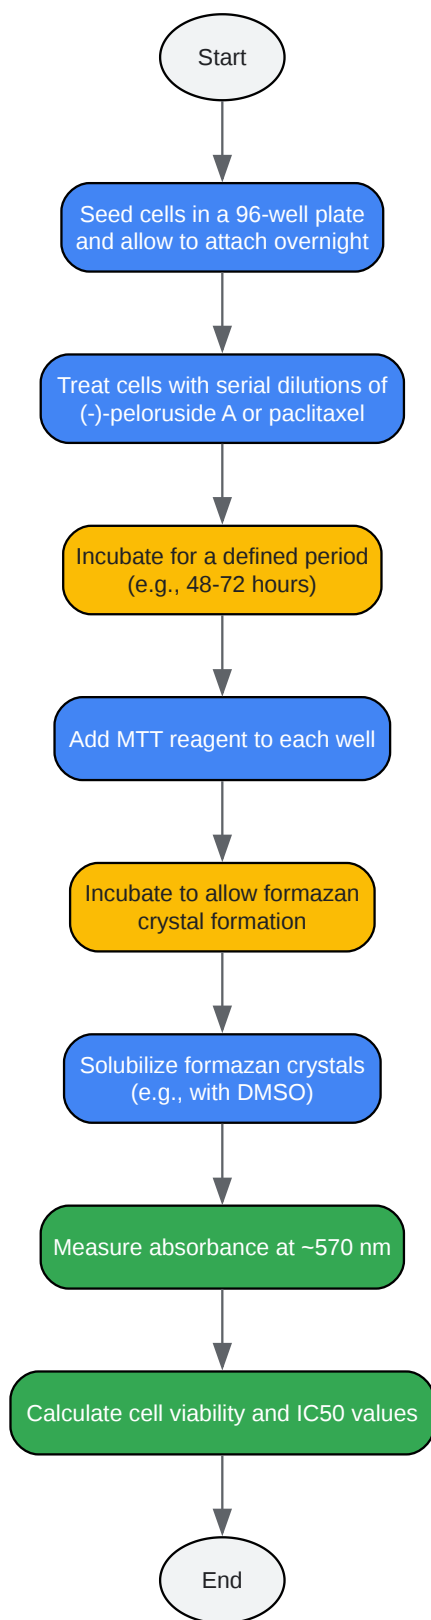 Start
Seed cells in a 96-well plate
and allow to attach overnight
Treat cells with serial dilutions of
(-)-peloruside A or paclitaxel
Incubate for a defined period
(e.g., 48-72 hours)
Add MTT reagent to each well
Incubate to allow formazan
crystal formation
Solubilize formazan crystals
(e.g., with DMSO)
Measure absorbance at ~570 nm
Calculate cell viability and IC50 values
End